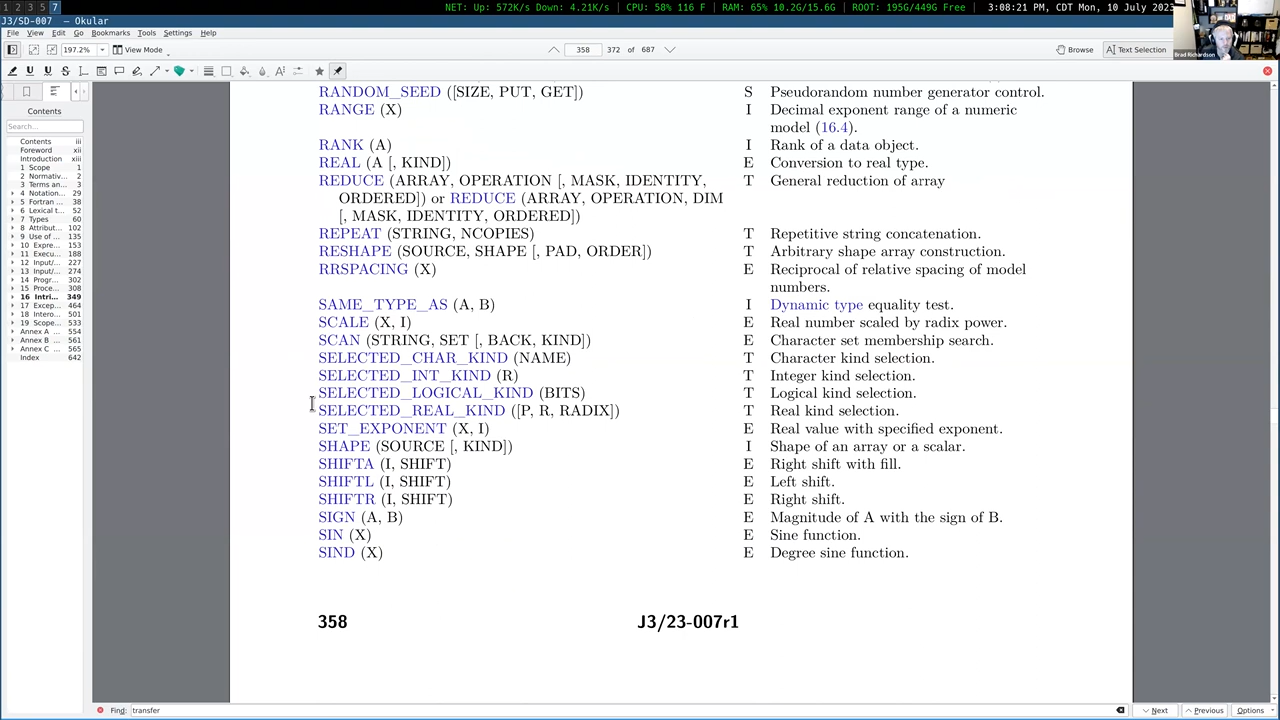 1 2 3 5 7 NET: Up: 572K/s Down: 4.21K/s CPU: 58% 116 F RAM: 65% 10.2G/15.6G ROOT: 195G/449G Free 3:08:21 PM, CDT Mon, 10 July 2023
J3/SD-007 — Okular
Brad Richardson
File View Edit Go Bookmarks Tools Settings Help
197.2% View Mode 358 372 of 687 Browse Text Selection
Contents
Search...
Contents iii
Foreword xii
Introduction xiii
1 Scope 1
2 Normativ... 2
3 Terms an... 3
4 Notation... 29
5 Fortran ... 38
6 Lexical t... 52
7 Types 60
8 Attribut... 102
9 Use of ... 135
10 Expre... 153
11 Execu... 188
12 Input/... 227
13 Input/... 274
14 Progr... 302
15 Proce... 308
16 Intri... 349
17 Excep... 464
18 Intero... 501
19 Scope... 533
Annex A ... 554
Annex B ... 561
Annex C ... 565
Index 642
RANDOM_SEED ([SIZE, PUT, GET]) S Pseudorandom number generator control.
RANGE (X) I Decimal exponent range of a numeric
model (16.4).
RANK (A) I Rank of a data object.
REAL (A [, KIND]) E Conversion to real type.
REDUCE (ARRAY, OPERATION [, MASK, IDENTITY, T General reduction of array
ORDERED]) or REDUCE (ARRAY, OPERATION, DIM
[, MASK, IDENTITY, ORDERED])
REPEAT (STRING, NCOPIES) T Repetitive string concatenation.
RESHAPE (SOURCE, SHAPE [, PAD, ORDER]) T Arbitrary shape array construction.
RRSPACING (X) E Reciprocal of relative spacing of model
numbers.
SAME_TYPE_AS (A, B) I Dynamic type equality test.
SCALE (X, I) E Real number scaled by radix power.
SCAN (STRING, SET [, BACK, KIND]) E Character set membership search.
SELECTED_CHAR_KIND (NAME) T Character kind selection.
SELECTED_INT_KIND (R) T Integer kind selection.
SELECTED_LOGICAL_KIND (BITS) T Logical kind selection.
SELECTED_REAL_KIND ([P, R, RADIX]) T Real kind selection.
SET_EXPONENT (X, I) E Real value with specified exponent.
SHAPE (SOURCE [, KIND]) I Shape of an array or a scalar.
SHIFTA (I, SHIFT) E Right shift with fill.
SHIFTL (I, SHIFT) E Left shift.
SHIFTR (I, SHIFT) E Right shift.
SIGN (A, B) E Magnitude of A with the sign of B.
SIN (X) E Sine function.
SIND (X) E Degree sine function.
358 J3/23-007r1
Find: transfer Next Previous Options